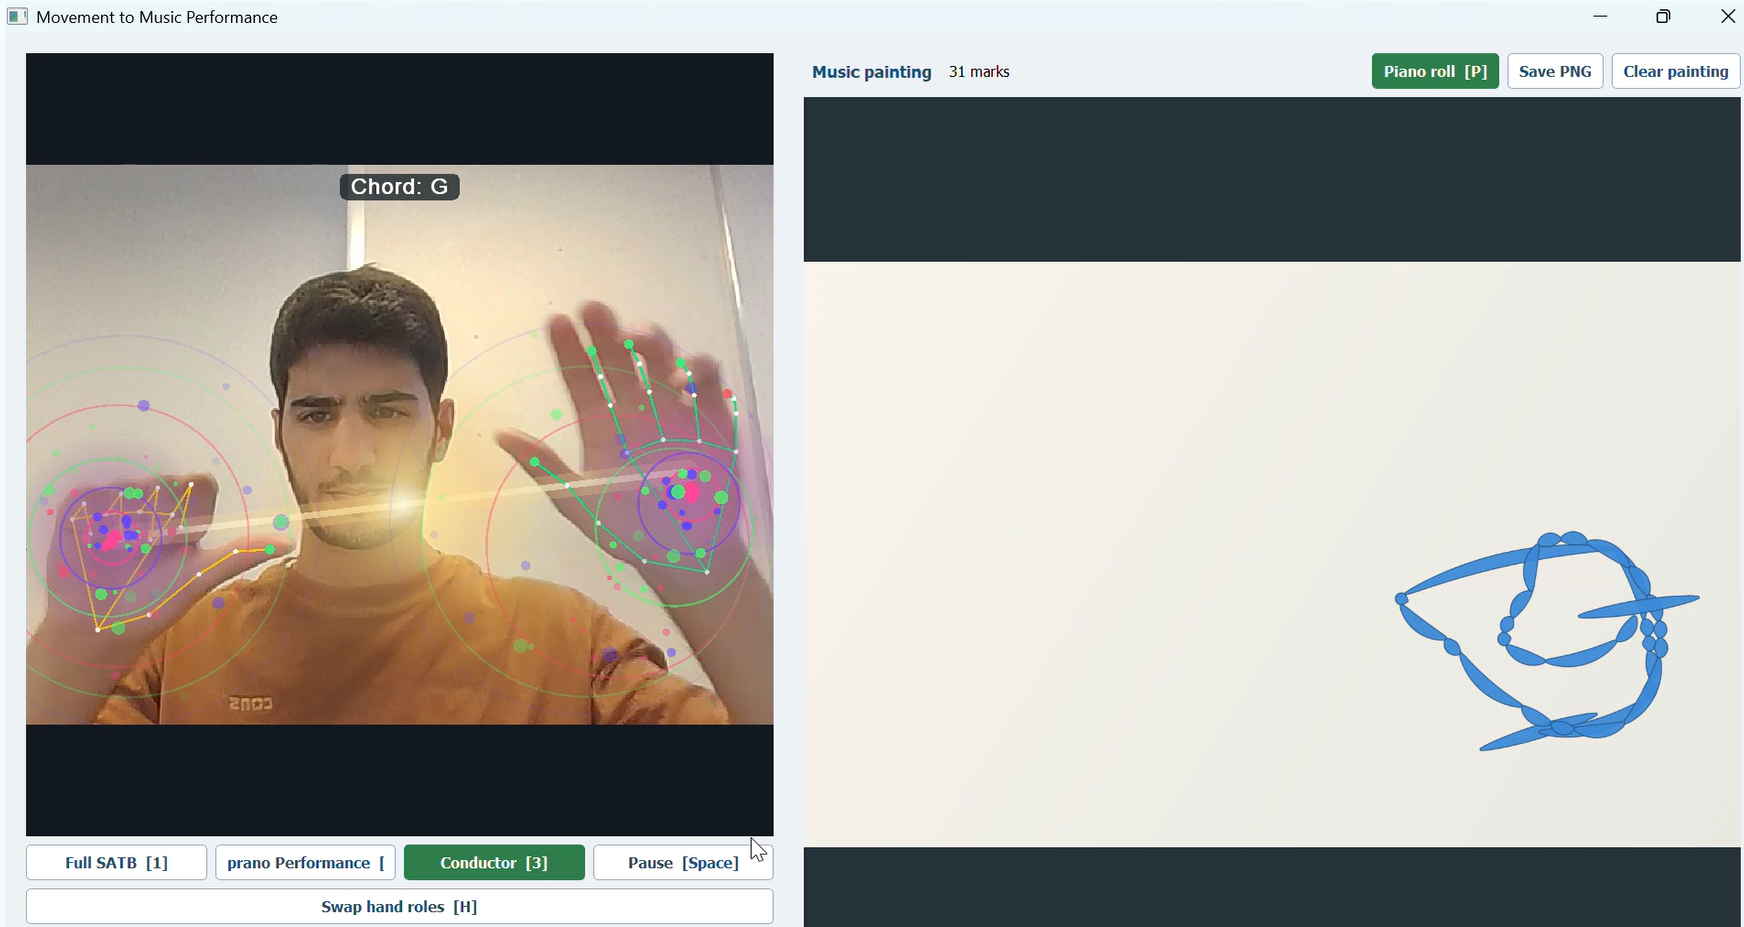 Movement to Music Performance
Music painting 31 marks
Piano roll [P] Save PNG Clear painting
Chord: G
Full SATB [1] prano Performance [ Conductor [3] Pause [Space]
Swap hand roles [H]